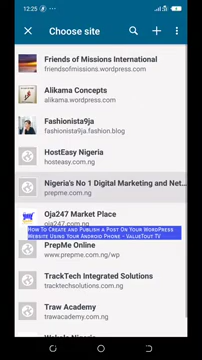 12:25
Choose site
Friends of Missions International
friendsofmissions.wordpress.com
Alikama Concepts
alikama.wordpress.com
Fashionista9ja
fashionista9ja.fashion.blog
HostEasy Nigeria
hosteasy.com.ng
Nigeria's No 1 Digital Marketing and Net...
prepme.com.ng
Oja247 Market Place
oja247.com.ng
How To Create and Publish a Post On Your WordPress
Website Using Your Android Phone - ValueTout TV
PrepMe Online
www.prepme.com.ng/wp
TrackTech Integrated Solutions
tracktechsolutions.com.ng
Traw Academy
trawacademy.com.ng